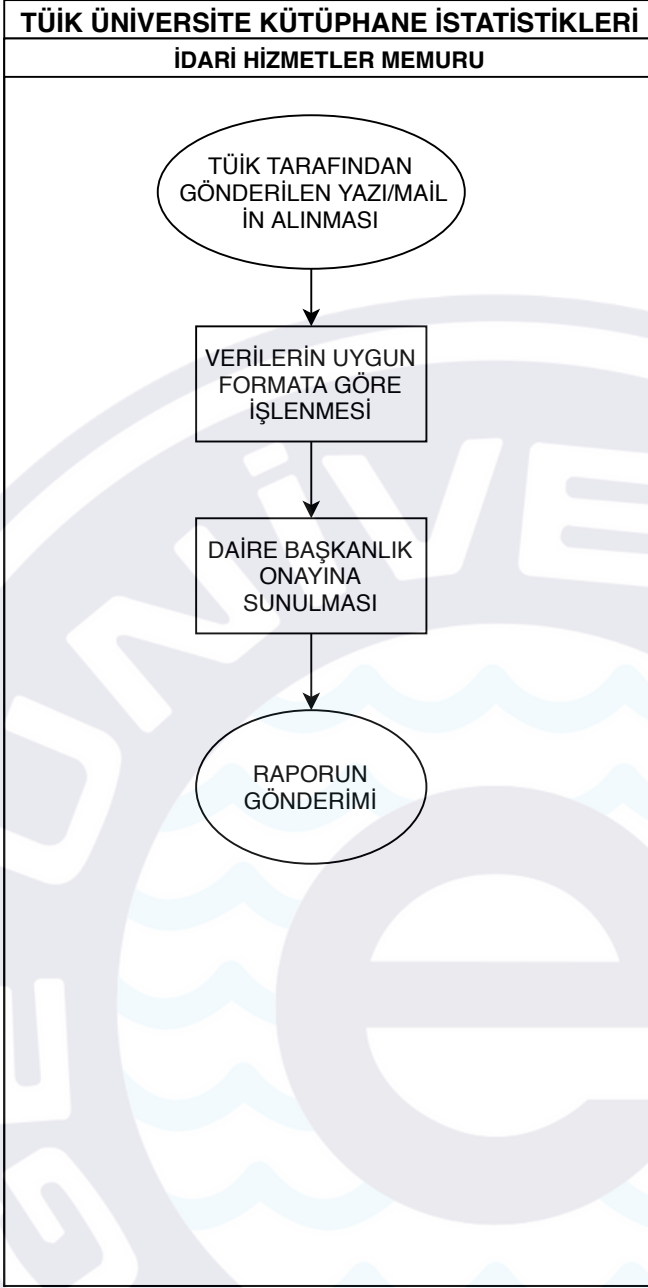 TÜİK ÜNİVERSİTE KÜTÜPHANE İSTATİSTİKLERİ
İDARİ HİZMETLER MEMURU
TÜİK TARAFINDAN
GÖNDERİLEN YAZI/MAİL
İN ALINMASI
VERİLERİN UYGUN
FORMATA GÖRE
İŞLENMESİ
DAİRE BAŞKANLIK
ONAYINA
SUNULMASI
RAPORUN
GÖNDERİMİ